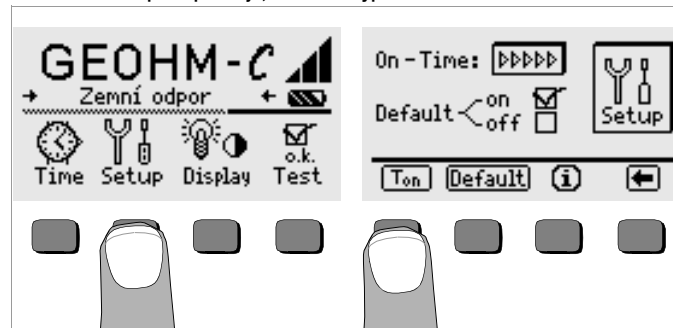 GEOHM-C
Zemní odpor
Time Setup Display o.k. Test
On-Time: ▷▷▷▷▷
Default on
off
Setup
Ton Default i